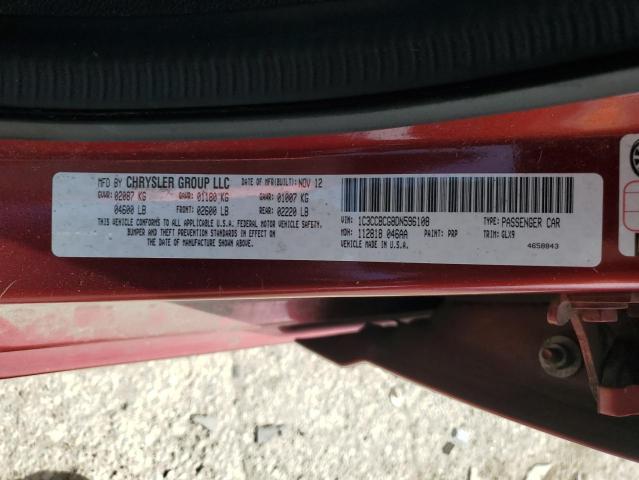 MFD BY CHRYSLER GROUP LLC DATE OF MFR(BUILT): NOV 12
GVWR: 02087 KG GAWR: 01180 KG GAWR: 01007 KG
04600 LB FRONT: 02600 LB REAR: 02220 LB
THIS VEHICLE CONFORMS TO ALL APPLICABLE U.S.A. FEDERAL MOTOR VEHICLE SAFETY,
BUMPER AND THEFT PREVENTION STANDARDS IN EFFECT ON
THE DATE OF MANUFACTURE SHOWN ABOVE.
VIN: 1C3CCBCG8DN596108 TYPE: PASSENGER CAR
MDH: 112818 046AA PAINT: PRP TRIM: GLX9
VEHICLE MADE IN U.S.A. 4658843